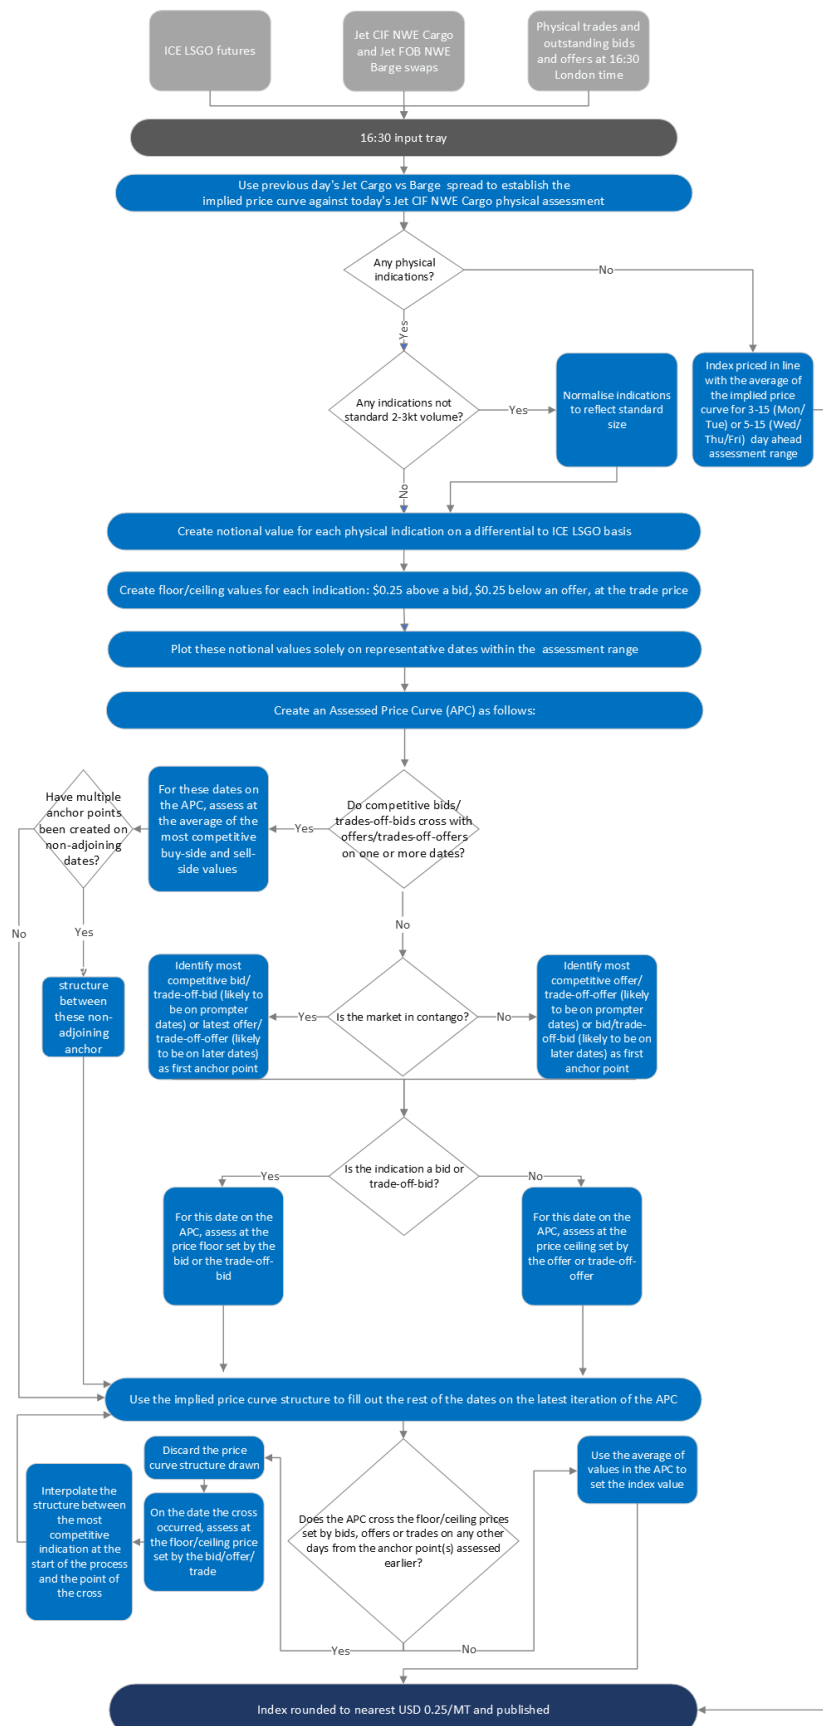 ICE LSGO futures
Jet CIF NWE Cargo
and Jet FOB NWE
Barge swaps
Physical trades and
outstanding bids
and offers at 16:30
London time
16:30 input tray
Use previous day's Jet Cargo vs Barge spread to establish the
implied price curve against today's Jet CIF NWE Cargo physical assessment
Any physical
indications?
No
Yes
Any indications not
standard 2-3kt volume?
Yes
Normalise indications
to reflect standard
size
Index priced in line
with the average of
the implied price
curve for 3-15 (Mon/
Tue) or 5-15 (Wed/
Thu/Fri) day ahead
assessment range
No
Create notional value for each physical indication on a differential to ICE LSGO basis
Create floor/ceiling values for each indication: $0.25 above a bid, $0.25 below an offer, at the trade price
Plot these notional values solely on representative dates within the assessment range
Create an Assessed Price Curve (APC) as follows:
Have multiple
anchor points
been created on
non-adjoining
dates?
For these dates on
the APC, assess at
the average of the
most competitive
buy-side and sell-
side values
Yes
Do competitive bids/
trades-off-bids cross with
offers/trades-off-offers
on one or more dates?
No
Yes
No
structure
between
these non-
adjoining
anchor
Identify most
competitive bid/
trade-off-bid (likely to
be on prompter
dates) or latest offer/
trade-off-offer (likely
to be on later dates)
as first anchor point
Yes
Is the market in contango?
No
Identify most
competitive offer/
trade-off-offer (likely
to be on prompter
dates) or bid/trade-
off-bid (likely to be on
later dates) as first
anchor point
Yes
Is the indication a bid or
trade-off-bid?
No
For this date on the
APC, assess at the
price floor set by the
bid or the trade-off-
bid
For this date on the
APC, assess at the
price ceiling set by
the offer or trade-off-
offer
Use the implied price curve structure to fill out the rest of the dates on the latest iteration of the APC
Discard the price
curve structure drawn
Use the average of
values in the APC to
set the index value
Interpolate the
structure between
the most
competitive
indication at the
start of the process
and the point of
the cross
On the date the cross
occurred, assess at
the floor/ceiling price
set by the bid/offer/
trade
Does the APC cross the floor/ceiling prices
set by bids, offers or trades on any other
days from the anchor point(s) assessed
earlier?
Yes
No
Index rounded to nearest USD 0.25/MT and published